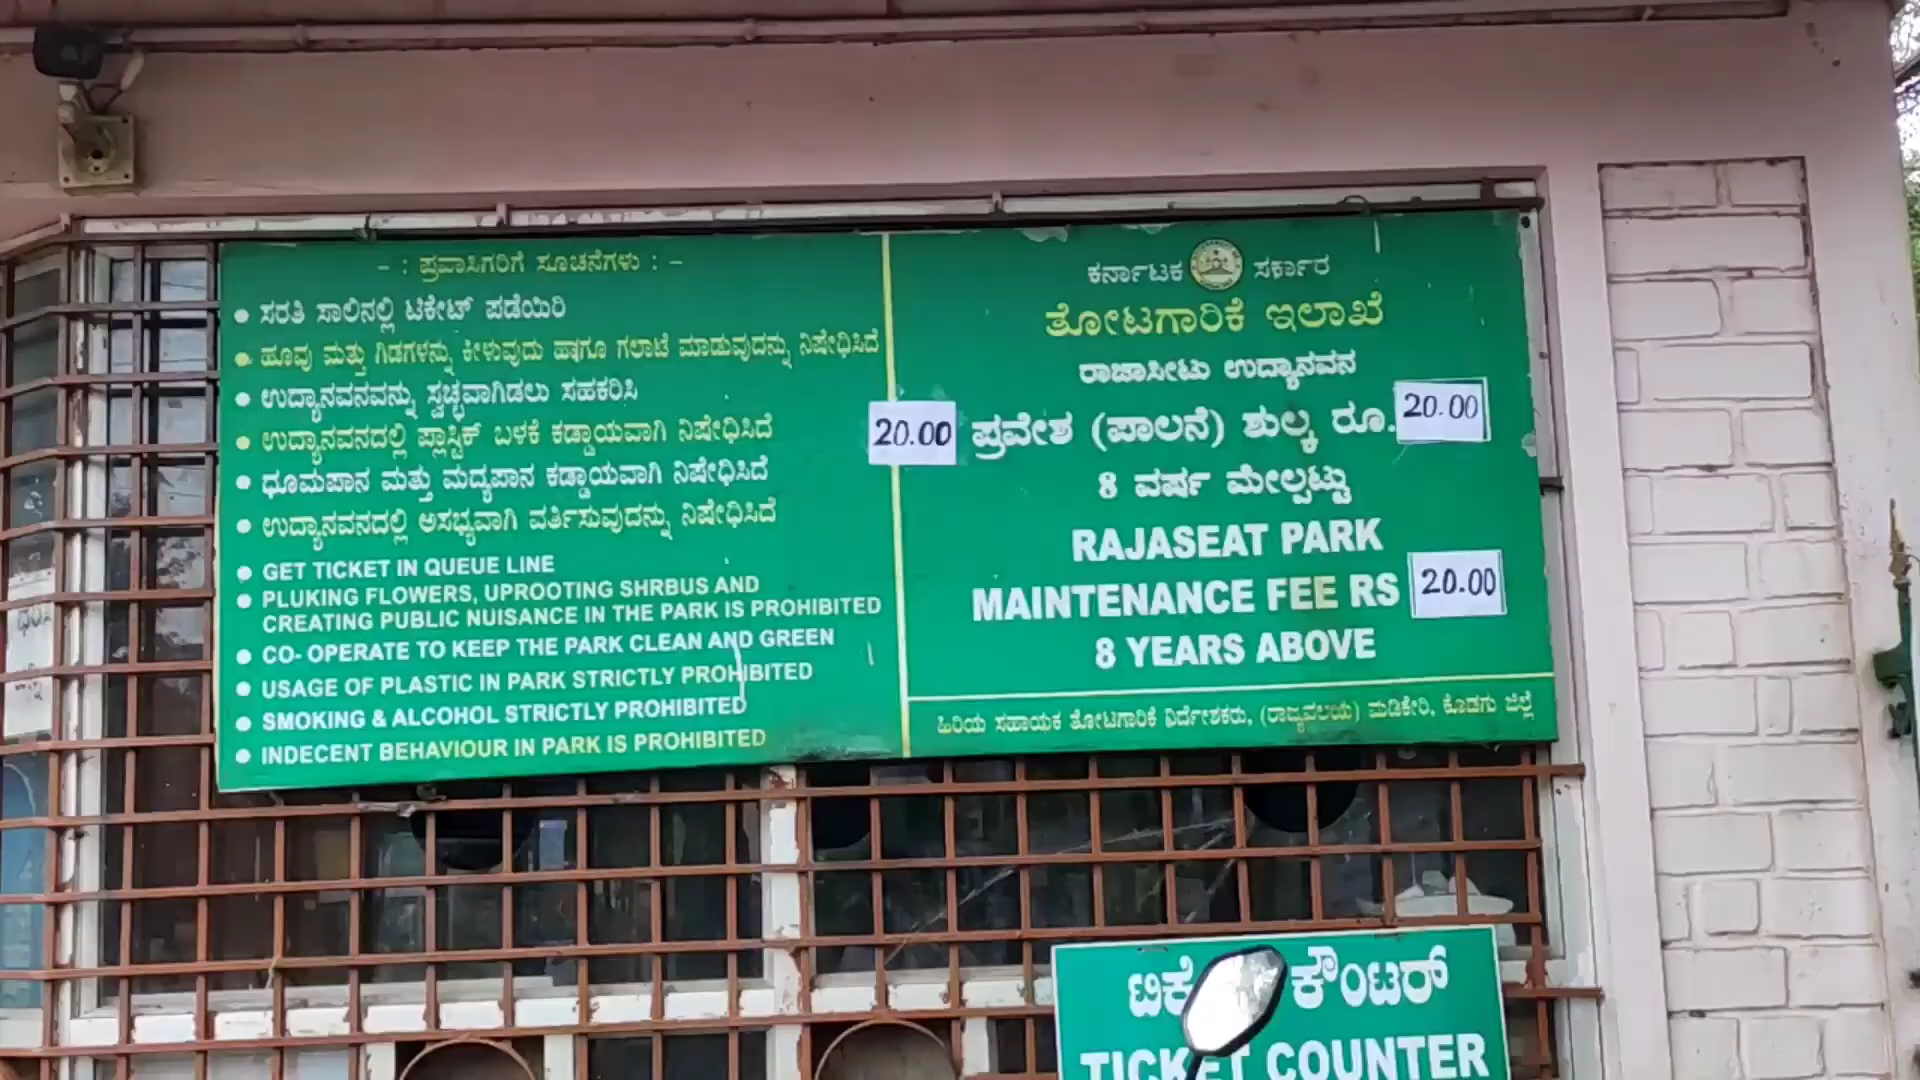 - : ಪ್ರವಾಸಿಗರಿಗೆ ಸೂಚನೆಗಳು : -
ಸರತಿ ಸಾಲಿನಲ್ಲಿ ಟಿಕೇಟ್ ಪಡೆಯಿರಿ
ಹೂವು ಮತ್ತು ಗಿಡಗಳನ್ನು ಕೀಳುವುದು ಹಾಗೂ ಗಲಾಟೆ ಮಾಡುವುದನ್ನು ನಿಷೇಧಿಸಿದೆ
ಉದ್ಯಾನವನವನ್ನು ಸ್ವಚ್ಛವಾಗಿಡಲು ಸಹಕರಿಸಿ
ಉದ್ಯಾನವನದಲ್ಲಿ ಪ್ಲಾಸ್ಟಿಕ್ ಬಳಕೆ ಕಡ್ಡಾಯವಾಗಿ ನಿಷೇಧಿಸಿದೆ
ಧೂಮಪಾನ ಮತ್ತು ಮದ್ಯಪಾನ ಕಡ್ಡಾಯವಾಗಿ ನಿಷೇಧಿಸಿದೆ
ಉದ್ಯಾನವನದಲ್ಲಿ ಅಸಭ್ಯವಾಗಿ ವರ್ತಿಸುವುದನ್ನು ನಿಷೇಧಿಸಿದೆ
GET TICKET IN QUEUE LINE
PLUKING FLOWERS, UPROOTING SHRBUS AND
CREATING PUBLIC NUISANCE IN THE PARK IS PROHIBITED
CO- OPERATE TO KEEP THE PARK CLEAN AND GREEN
USAGE OF PLASTIC IN PARK STRICTLY PROHIBITED
SMOKING & ALCOHOL STRICTLY PROHIBITED
INDECENT BEHAVIOUR IN PARK IS PROHIBITED
ಕರ್ನಾಟಕ ಸರ್ಕಾರ
ತೋಟಗಾರಿಕೆ ಇಲಾಖೆ
ರಾಜಾಸೀಟು ಉದ್ಯಾನವನ
20.00 ಪ್ರವೇಶ (ಪಾಲನೆ) ಶುಲ್ಕ ರೂ. 20.00
8 ವರ್ಷ ಮೇಲ್ಪಟ್ಟು
RAJASEAT PARK
MAINTENANCE FEE RS 20.00
8 YEARS ABOVE
ಹಿರಿಯ ಸಹಾಯಕ ತೋಟಗಾರಿಕೆ ನಿರ್ದೇಶಕರು, (ರಾಜ್ಯವಲಯ) ಮಡಿಕೇರಿ, ಕೊಡಗು ಜಿಲ್ಲೆ
ಕೌಂಟರ್
TICKET COUNTER